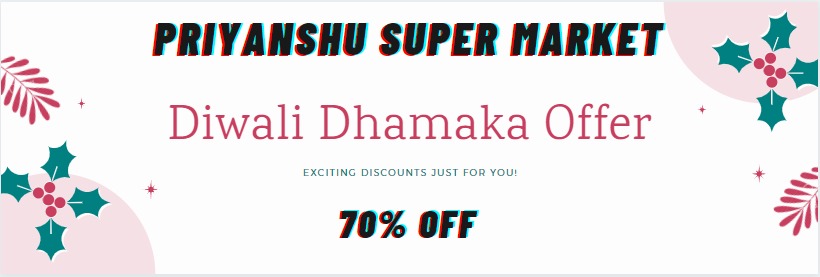 PRIYANSHU SUPER MARKET
Diwali Dhamaka Offer
EXCITING DISCOUNTS JUST FOR YOU!
70% OFF